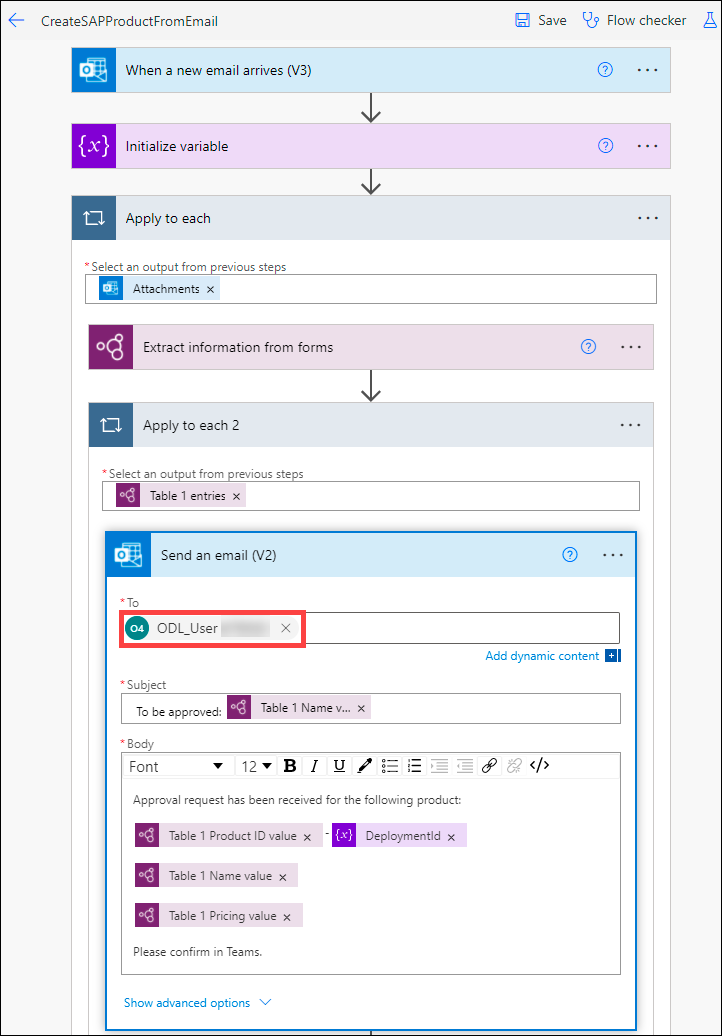 CreateSAPProductFromEmail Save Flow checker
When a new email arrives (V3)
{x} Initialize variable
Apply to each
*Select an output from previous steps
Attachments ×
Extract information from forms
Apply to each 2
*Select an output from previous steps
Table 1 entries ×
Send an email (V2)
*To
O4 ODL_User ×
Add dynamic content
*Subject
To be approved: Table 1 Name v... ×
*Body
Font 12 B I U </>
Approval request has been received for the following product:
Table 1 Product ID value × - {x} DeploymentId ×
Table 1 Name value ×
Table 1 Pricing value ×
Please confirm in Teams.
Show advanced options